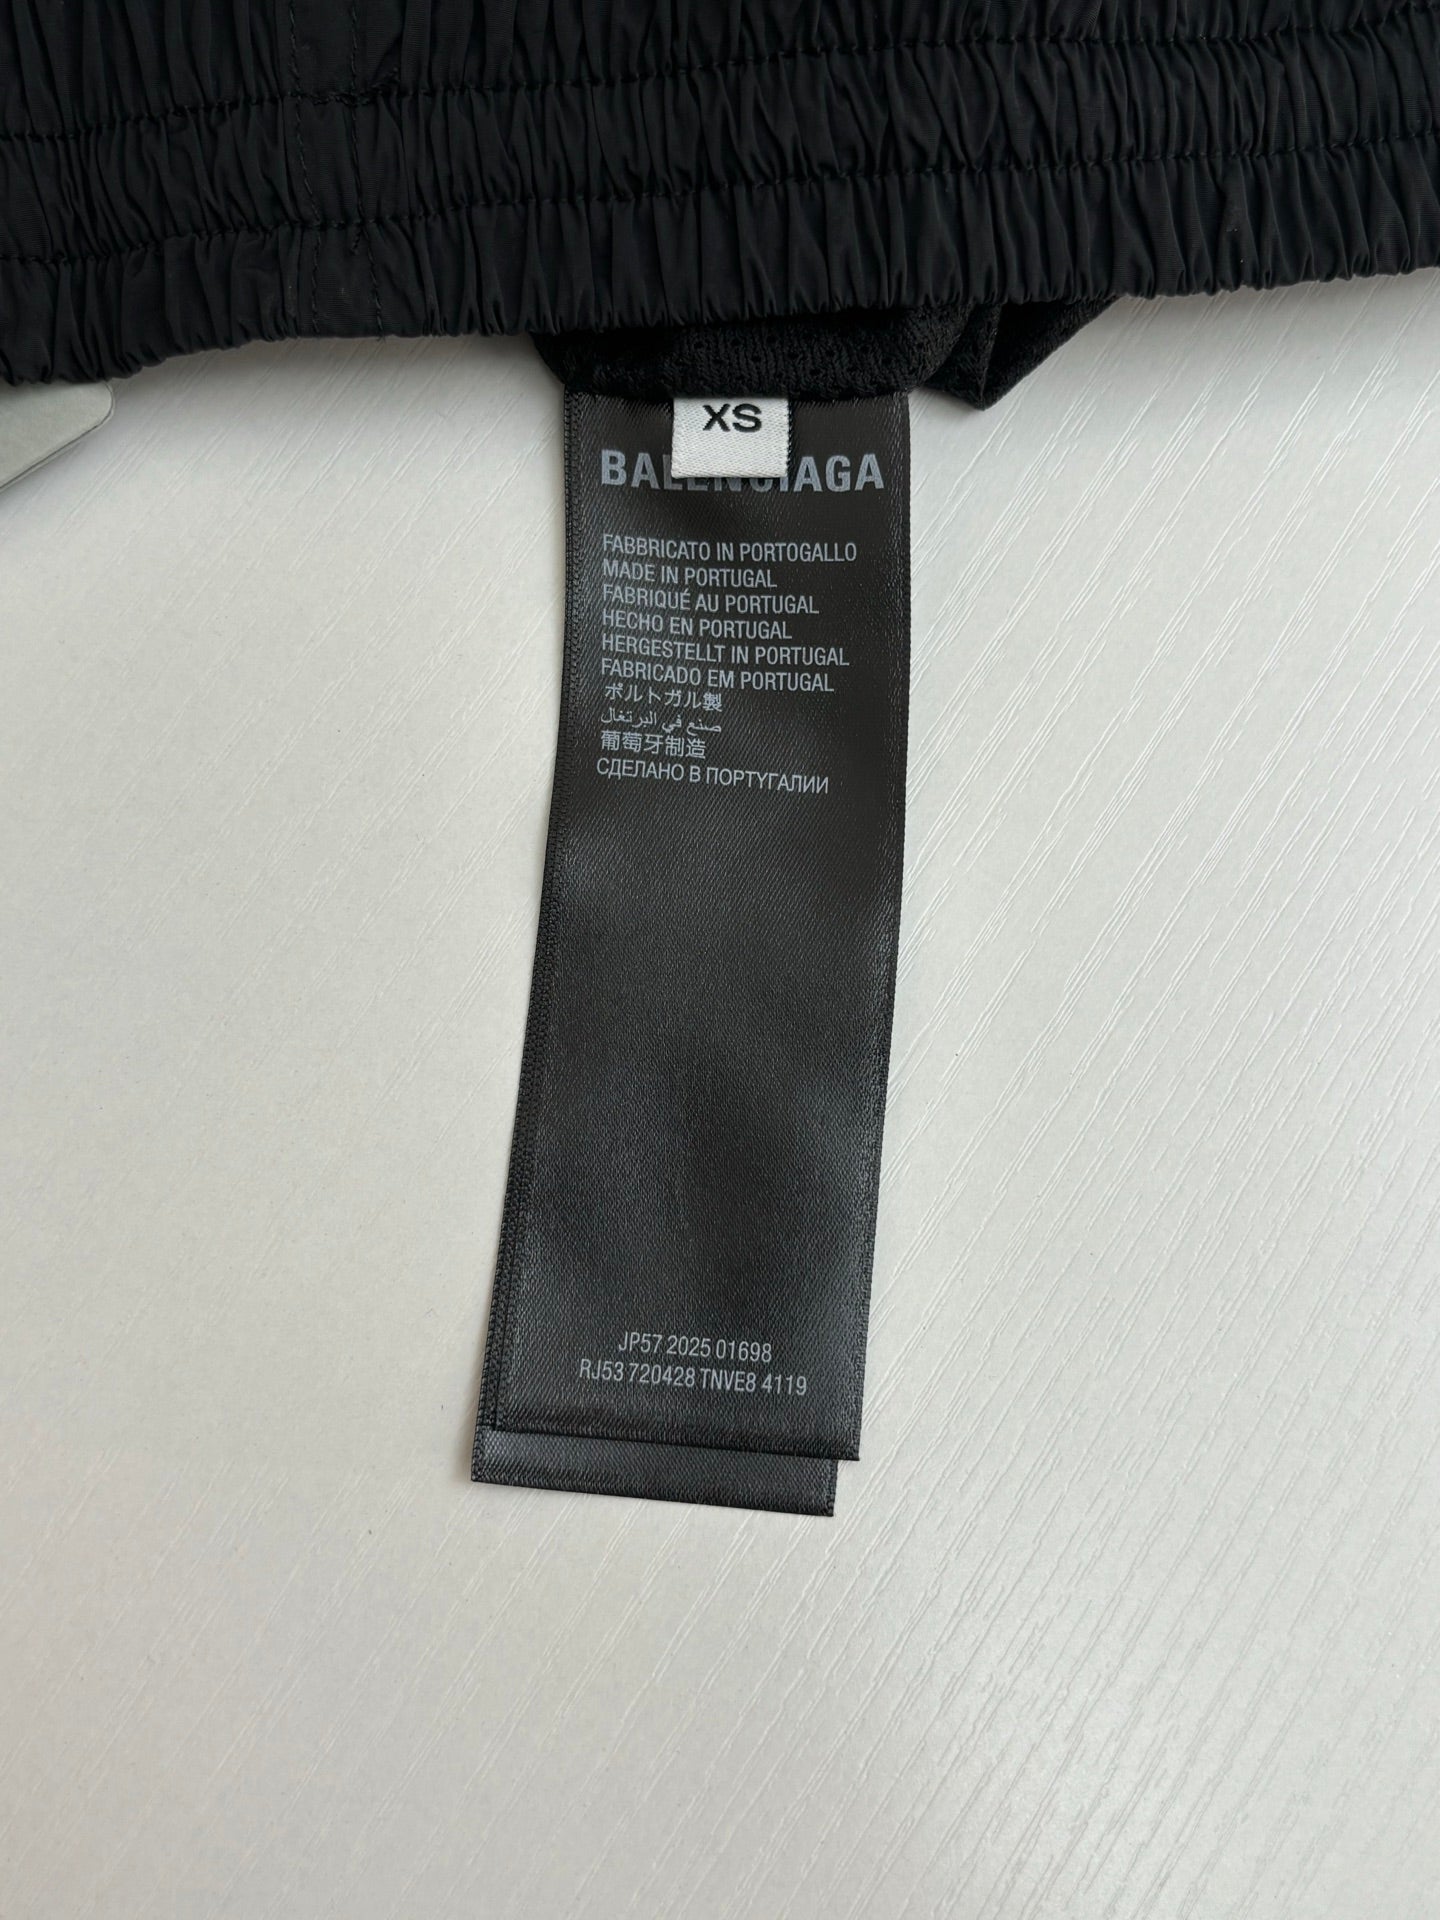 XS
BALENCIAGA
FABBRICATO IN PORTOGALLO
MADE IN PORTUGAL
FABRIQUÉ AU PORTUGAL
HECHO EN PORTUGAL
HERGESTELLT IN PORTUGAL
FABRICADO EM PORTUGAL
ポルトガル製
صنع في البرتغال
葡萄牙制造
СДЕЛАНО В ПОРТУГАЛИИ
JP57 2025 01698
RJ53 720428 TNVE8 4119